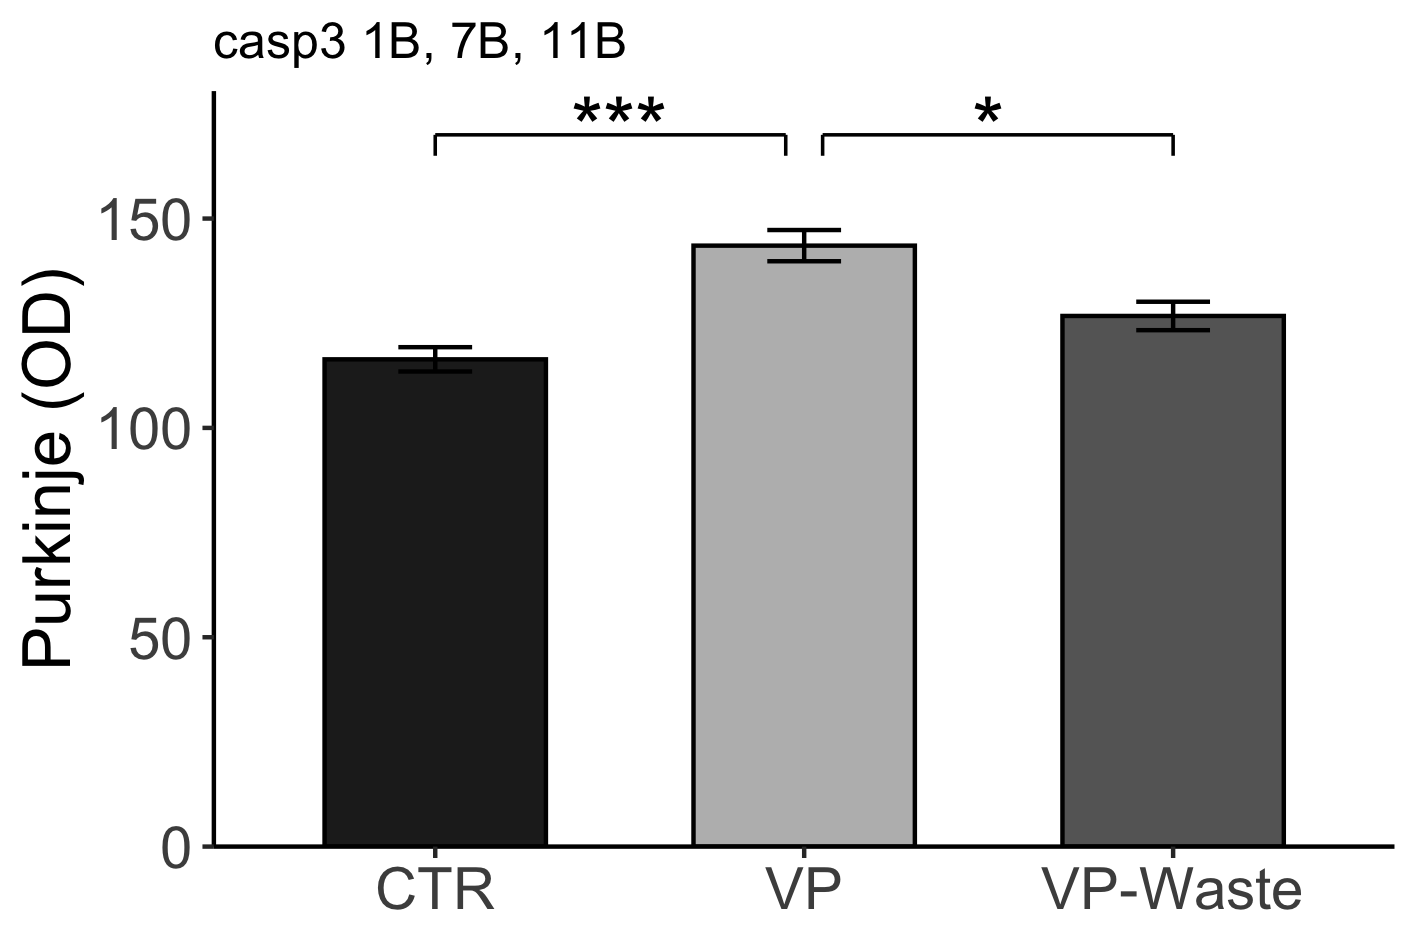 casp3 1B, 7B, 11B
***
*
Purkinje (OD)
150
100
50
0
CTR
VP
VP-Waste